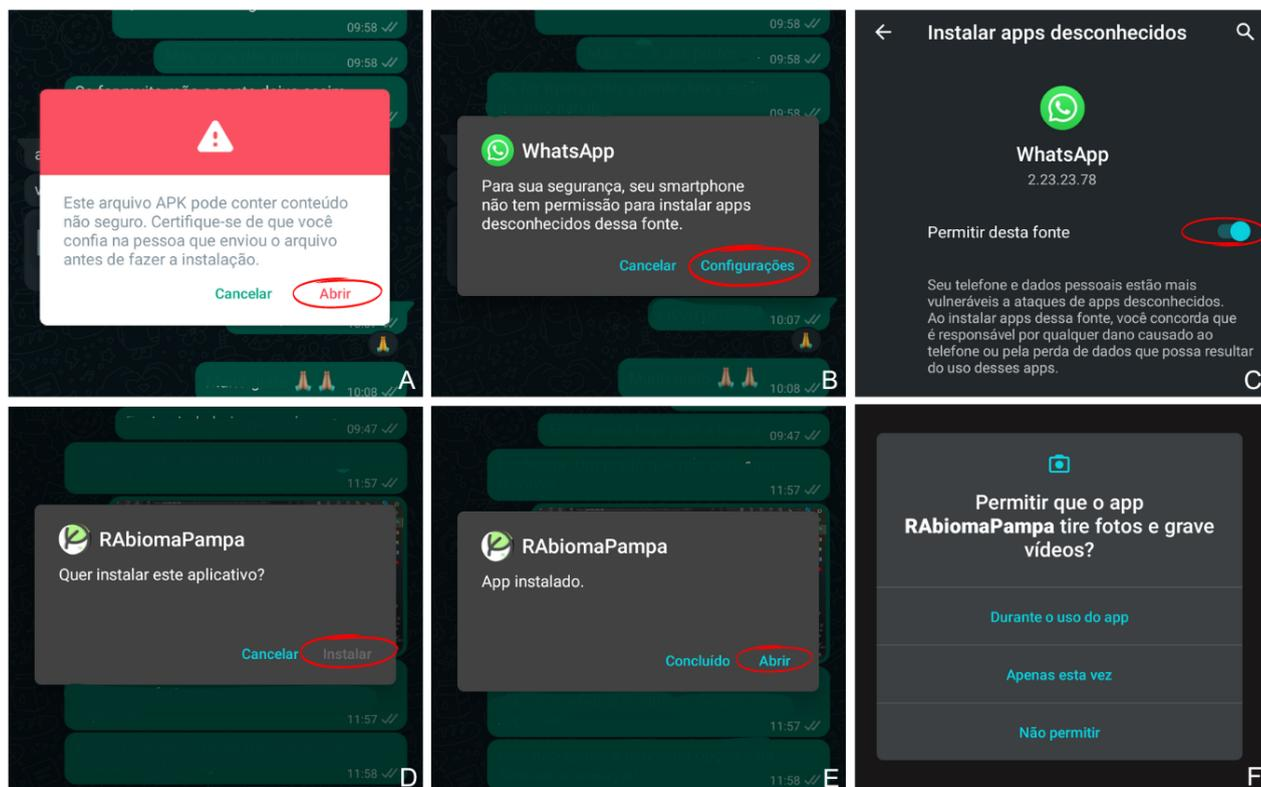 09:58
09:58
Este arquivo APK pode conter conteúdo
não seguro. Certifique-se de que você
confia na pessoa que enviou o arquivo
antes de fazer a instalação.
Cancelar Abrir
10:08
A
09:58
09:58
09:58
WhatsApp
Para sua segurança, seu smartphone
não tem permissão para instalar apps
desconhecidos dessa fonte.
Cancelar Configurações
10:07
10:08
B
Instalar apps desconhecidos
WhatsApp
2.23.23.78
Permitir desta fonte
Seu telefone e dados pessoais estão mais
vulneráveis a ataques de apps desconhecidos.
Ao instalar apps dessa fonte, você concorda que
é responsável por qualquer dano causado ao
telefone ou pela perda de dados que possa resultar
do uso desses apps.
C
09:47
11:57
RAbiomaPampa
Quer instalar este aplicativo?
Cancelar Instalar
11:57
11:58
D
09:47
11:57
RAbiomaPampa
App instalado.
Concluído Abrir
11:57
11:58
E
Permitir que o app
RAbiomaPampa tire fotos e grave
vídeos?
Durante o uso do app
Apenas esta vez
Não permitir
F